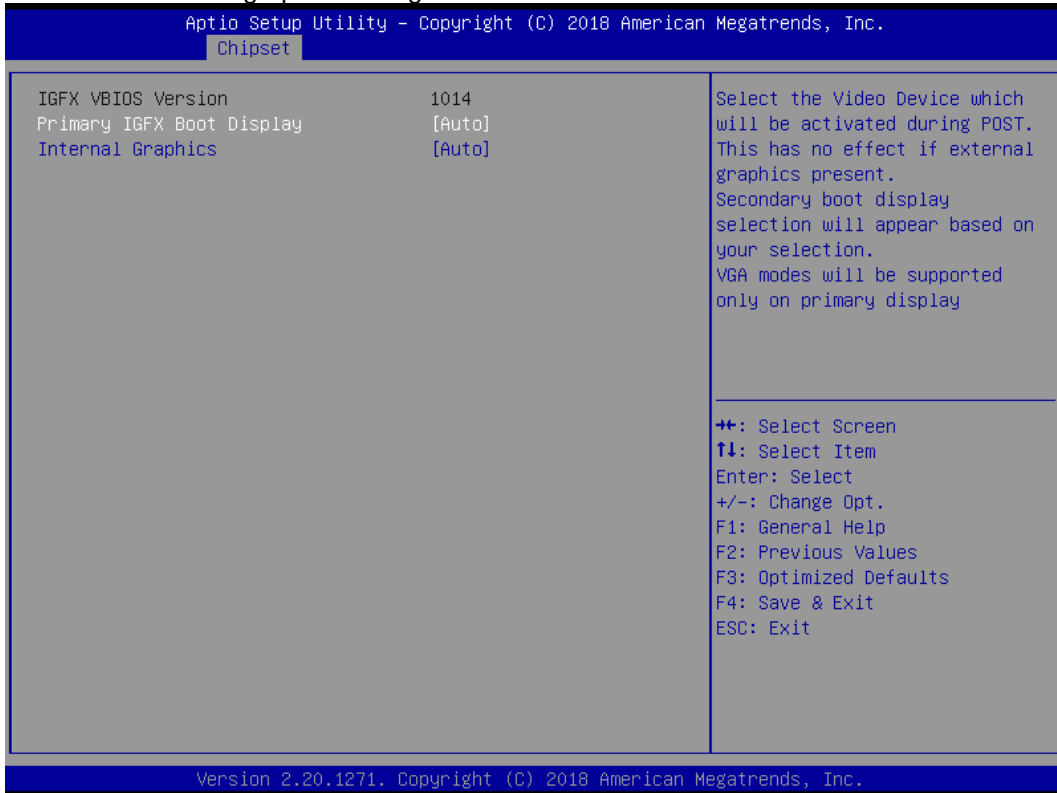 Aptio Setup Utility – Copyright (C) 2018 American Megatrends, Inc.
Chipset
IGFX VBIOS Version 1014
Primary IGFX Boot Display [Auto]
Internal Graphics [Auto]
Select the Video Device which
will be activated during POST.
This has no effect if external
graphics present.
Secondary boot display
selection will appear based on
your selection.
VGA modes will be supported
only on primary display
→←: Select Screen
↑↓: Select Item
Enter: Select
+/-: Change Opt.
F1: General Help
F2: Previous Values
F3: Optimized Defaults
F4: Save & Exit
ESC: Exit
Version 2.20.1271. Copyright (C) 2018 American Megatrends, Inc.